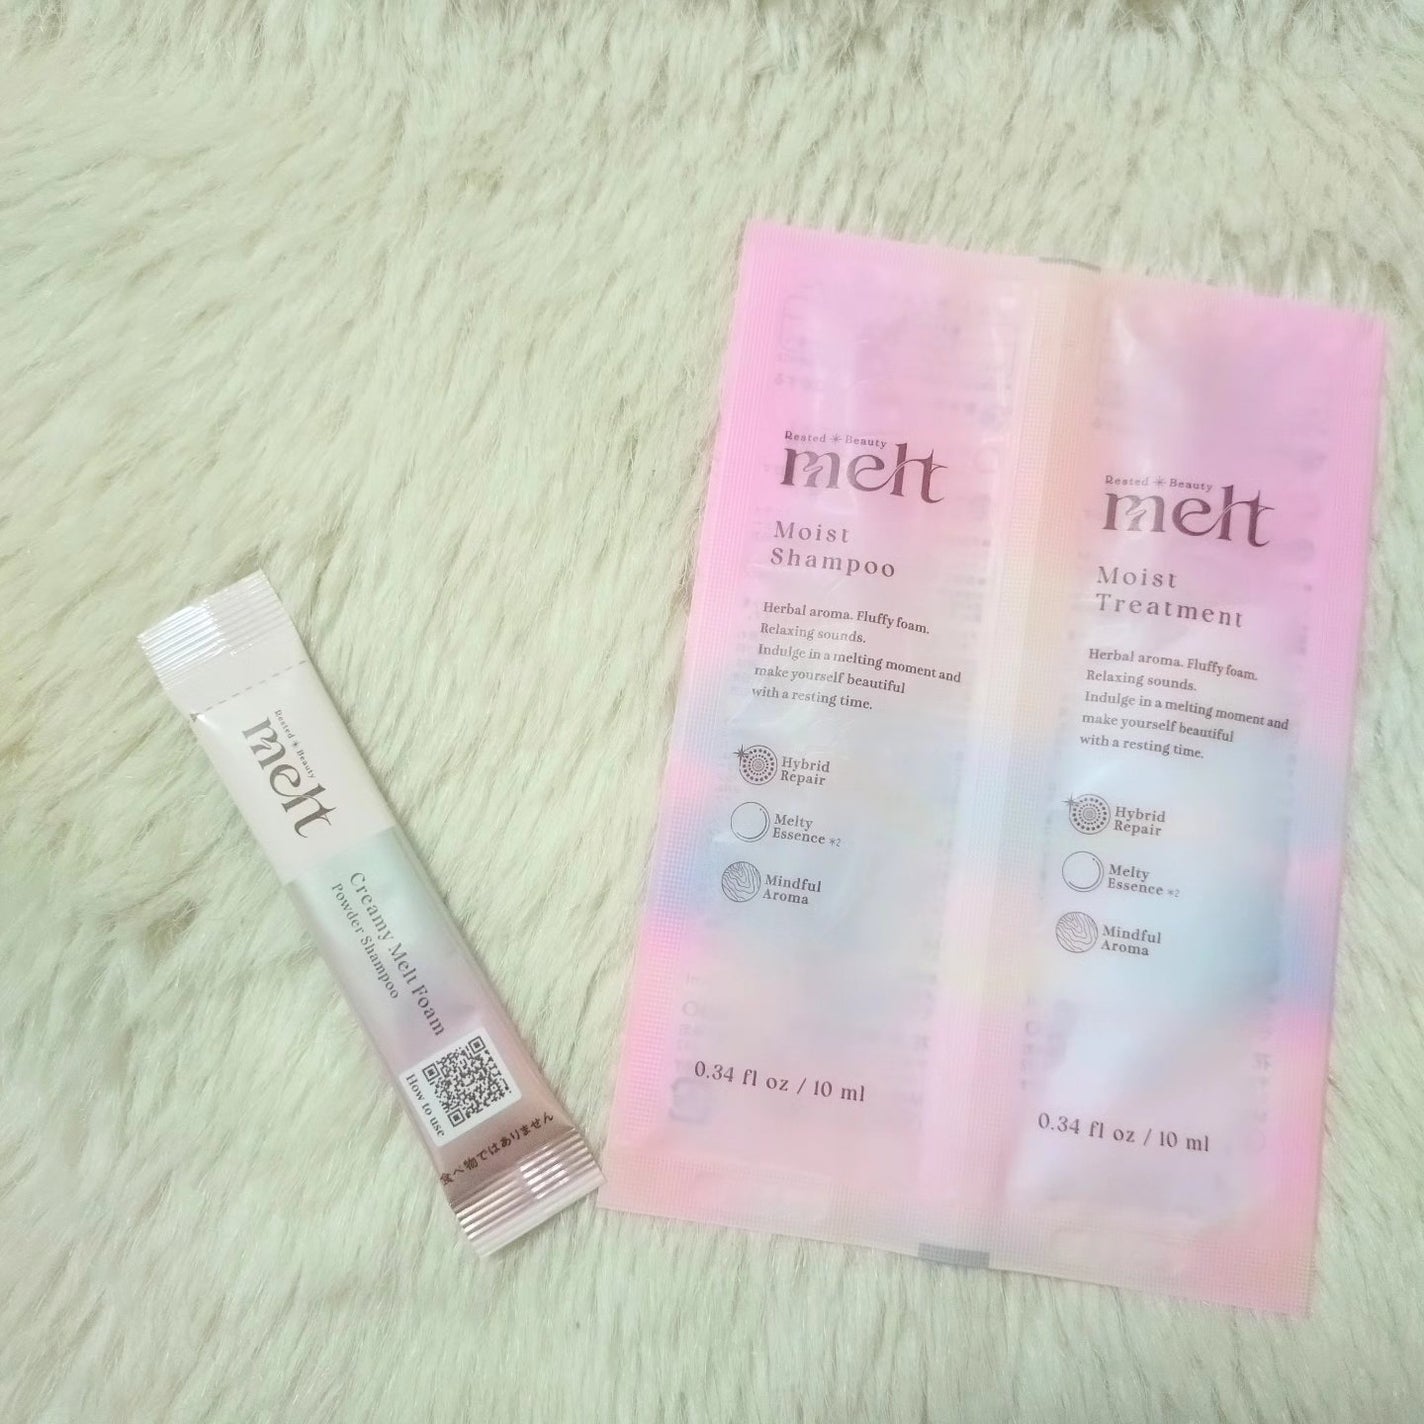 Rested Beauty
melt
Creamy Melt Foam
Powder Shampoo
How to use
食べ物ではありません
Rested Beauty
melt
Moist
Shampoo
Herbal aroma. Fluffy foam.
Relaxing sounds.
Indulge in a melting moment and
make yourself beautiful
with a resting time.
Hybrid
Repair
Melty
Essence *2
Mindful
Aroma
0.34 fl oz / 10 ml
Rested Beauty
melt
Moist
Treatment
Herbal aroma. Fluffy foam.
Relaxing sounds.
Indulge in a melting moment and
make yourself beautiful
with a resting time.
Hybrid
Repair
Melty
Essence *2
Mindful
Aroma
0.34 fl oz / 10 ml